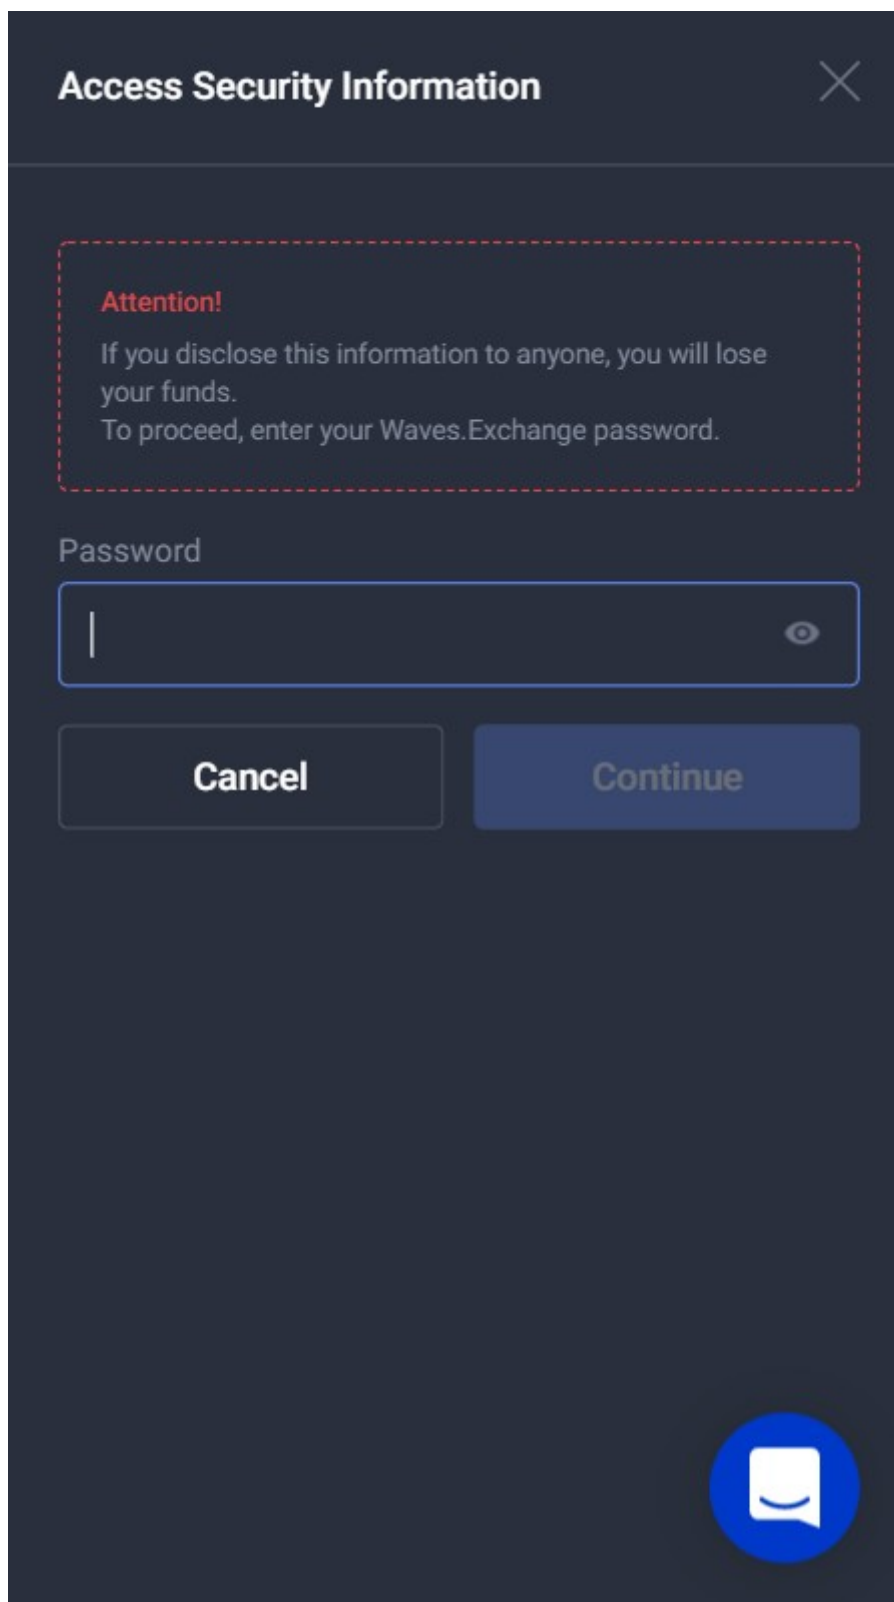 Access Security Information
Attention!
If you disclose this information to anyone, you will lose
your funds.
To proceed, enter your Waves.Exchange password.
Password
Cancel
Continue